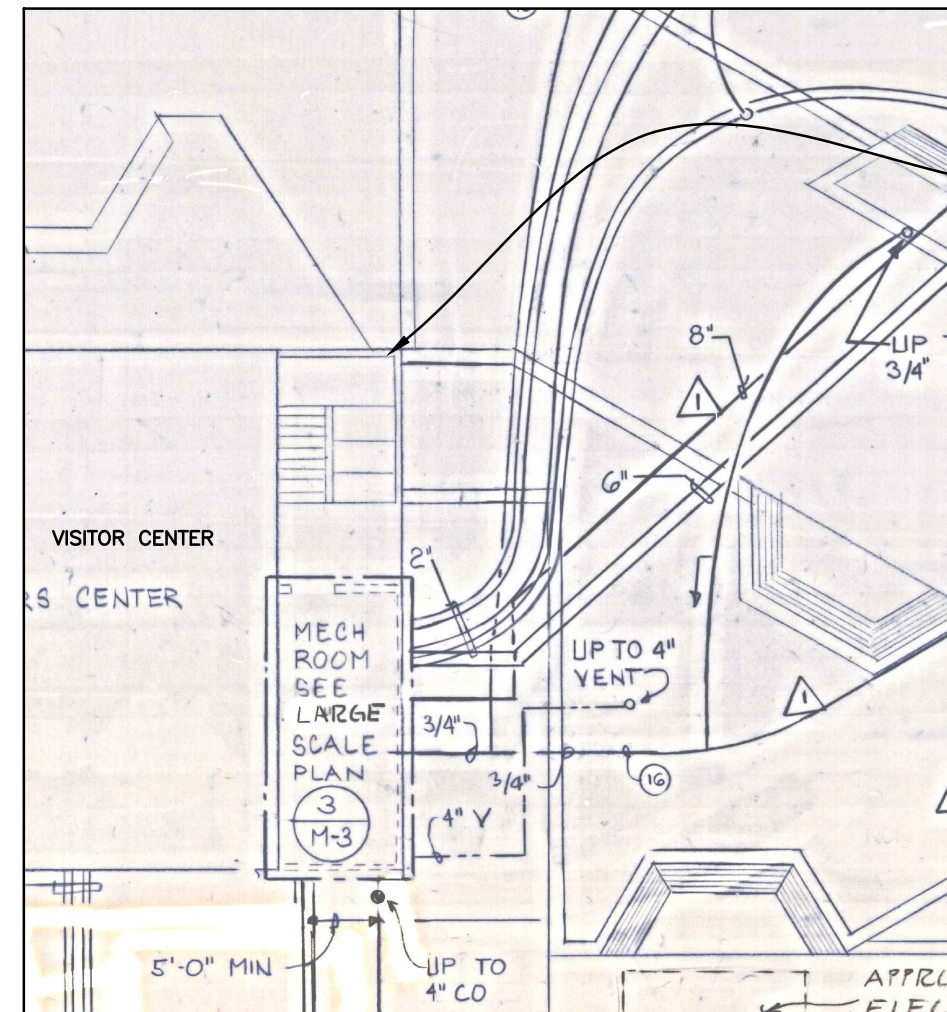 8"
1
UP
3/4"
6"
VISITOR CENTER
RS CENTER
2"
MECH
ROOM
SEE
LARGE
SCALE
PLAN
3
M-3
UP TO 4"
VENT
1
3/4"
3/4"
16
4" V
5'-0" MIN
UP TO
4" CO